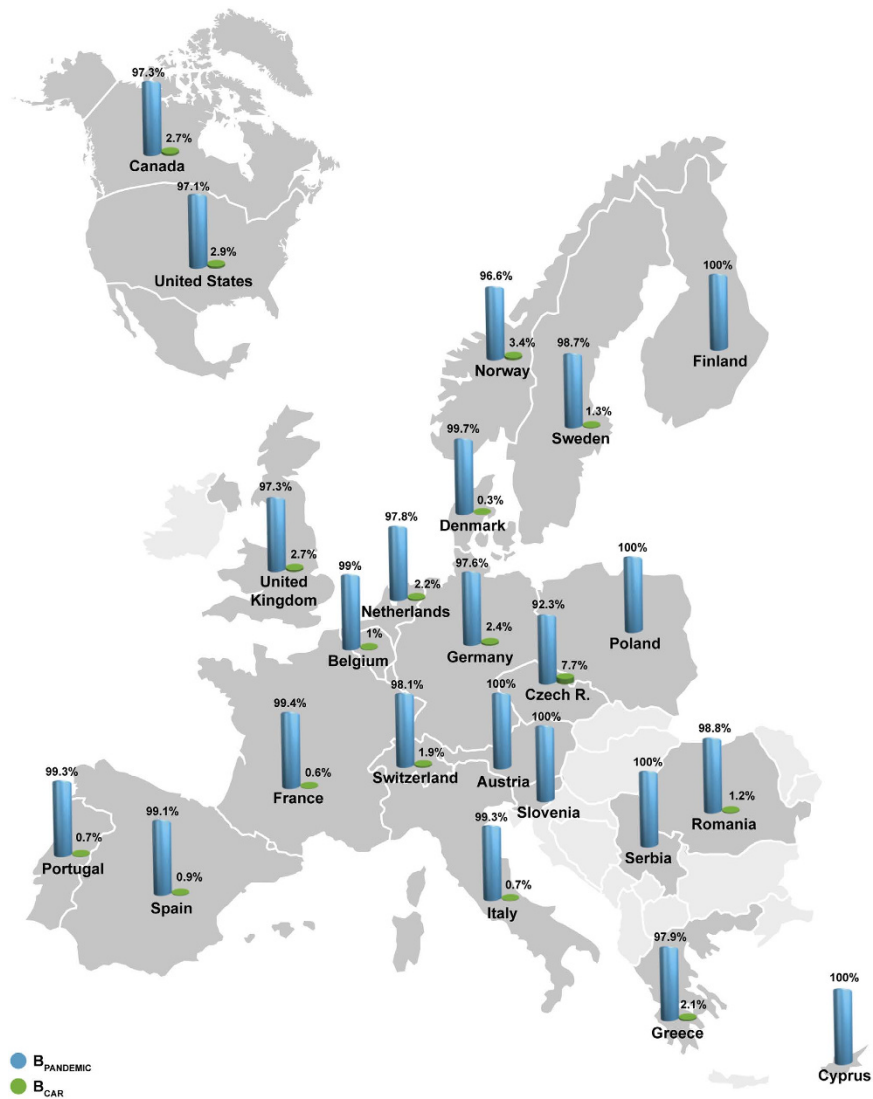 97.3%
2.7%
Canada
97.1%
2.9%
United States
96.6%
3.4%
Norway
98.7%
1.3%
Sweden
100%
Finland
99.7%
0.3%
Denmark
97.3%
2.7%
United
Kingdom
97.8%
2.2%
Netherlands
99%
1%
Belgium
97.6%
2.4%
Germany
92.3%
7.7%
Czech R.
100%
Poland
99.4%
0.6%
France
98.1%
1.9%
Switzerland
100%
Austria
100%
Slovenia
98.8%
1.2%
Romania
100%
Serbia
99.3%
0.7%
Portugal
99.1%
0.9%
Spain
99.3%
0.7%
Italy
97.9%
2.1%
Greece
100%
Cyprus
BPANDEMIC
BCAR